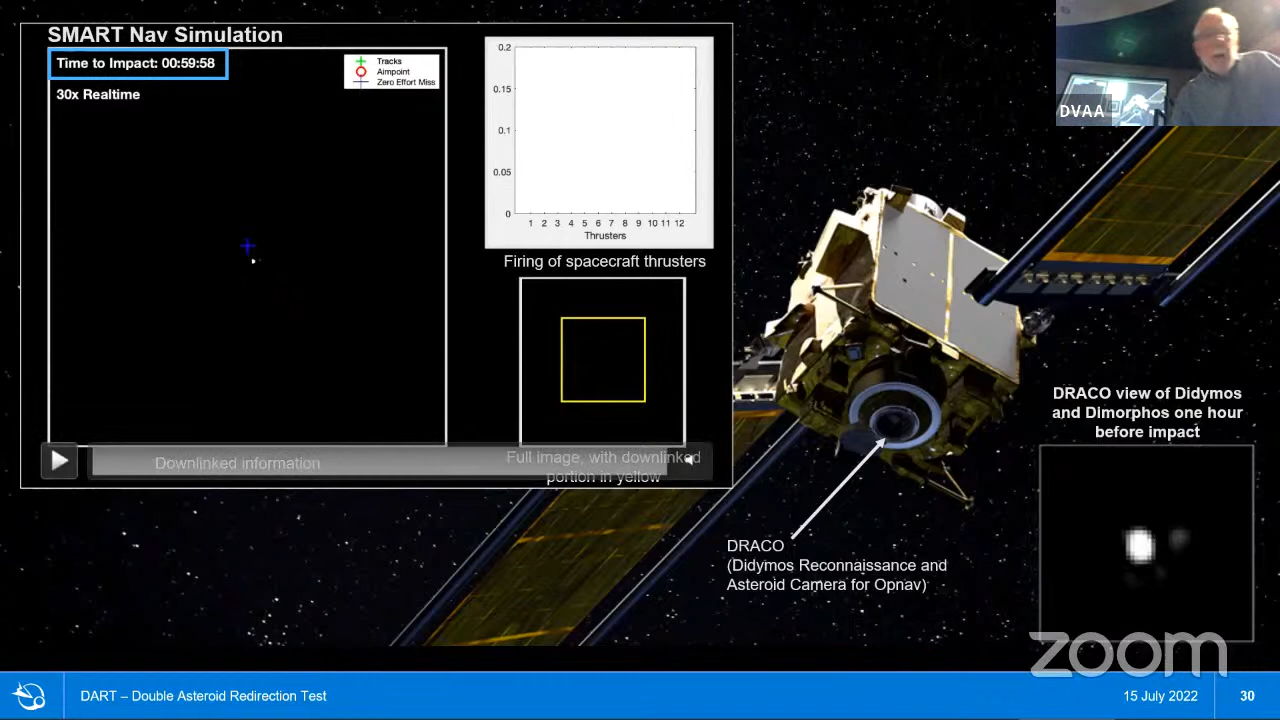 SMART Nav Simulation
Time to Impact: 00:59:58
30x Realtime
Tracks
Aimpoint
Zero Effort Miss
0.2
0.15
0.1
0.05
0
1 2 3 4 5 6 7 8 9 10 11 12
Thrusters
Firing of spacecraft thrusters
Downlinked information
Full image, with downlinked
portion in yellow
DVAA
DRACO view of Didymos
and Dimorphos one hour
before impact
DRACO
(Didymos Reconnaissance and
Asteroid Camera for Opnav)
zoom
DART – Double Asteroid Redirection Test
15 July 2022
30